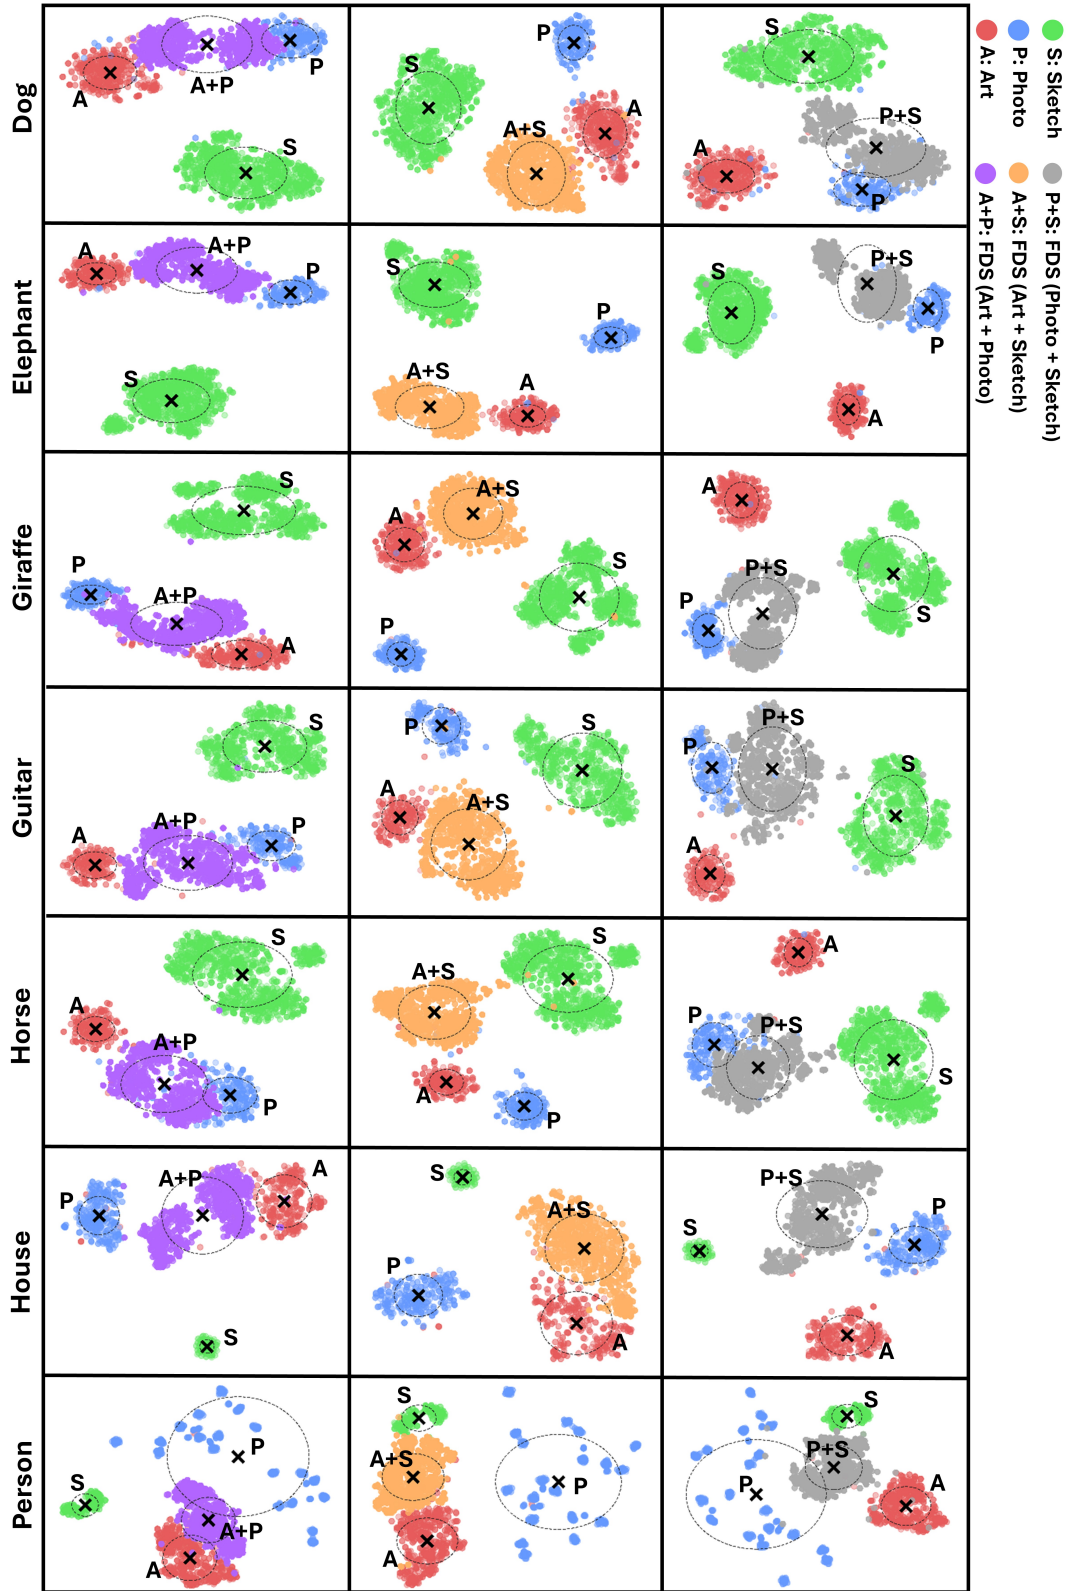 Dog
A
A+P
P
S
S
P
A
A+S
S
P+S
A
P
Elephant
A
A+P
P
S
S
P
A+S
A
S
P+S
P
A
Giraffe
S
P
A+P
A
A+S
A
S
P
A
P+S
P
S
Guitar
S
A
A+P
P
P
S
A
A+S
P+S
P
S
A
Horse
S
A
A+P
P
S
A+S
A
P
A
P
P+S
S
House
P
A+P
A
S
S
A+S
P
A
P+S
S
P
A
Person
P
S
A+P
A
S
A+S
P
A
S
P+S
P
A
S: Sketch
P: Photo
A: Art
P+S: FDS (Photo + Sketch)
A+S: FDS (Art + Sketch)
A+P: FDS (Art + Photo)